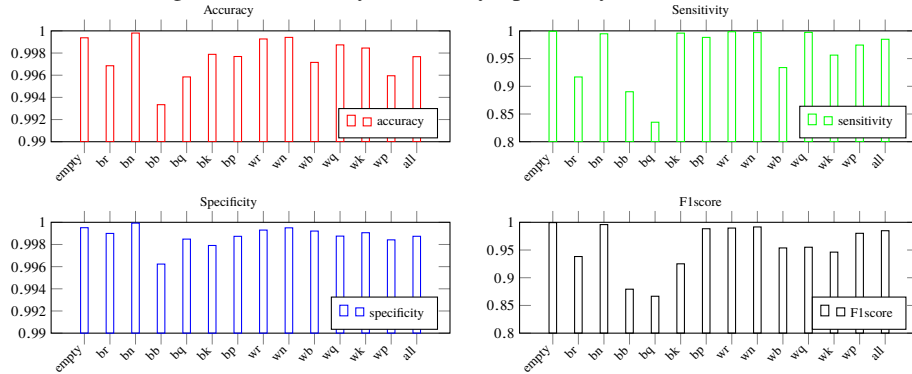 Accuracy
1
0.998
0.996
0.994
0.992
0.99
empty br bn bb bq bk bp wr wn wb wq wk wp all
accuracy
Sensitivity
1
0.95
0.9
0.85
0.8
empty br bn bb bq bk bp wr wn wb wq wk wp all
sensitivity
Specificity
1
0.998
0.996
0.994
0.992
0.99
empty br bn bb bq bk bp wr wn wb wq wk wp all
specificity
F1score
1
0.95
0.9
0.85
0.8
empty br bn bb bq bk bp wr wn wb wq wk wp all
F1score